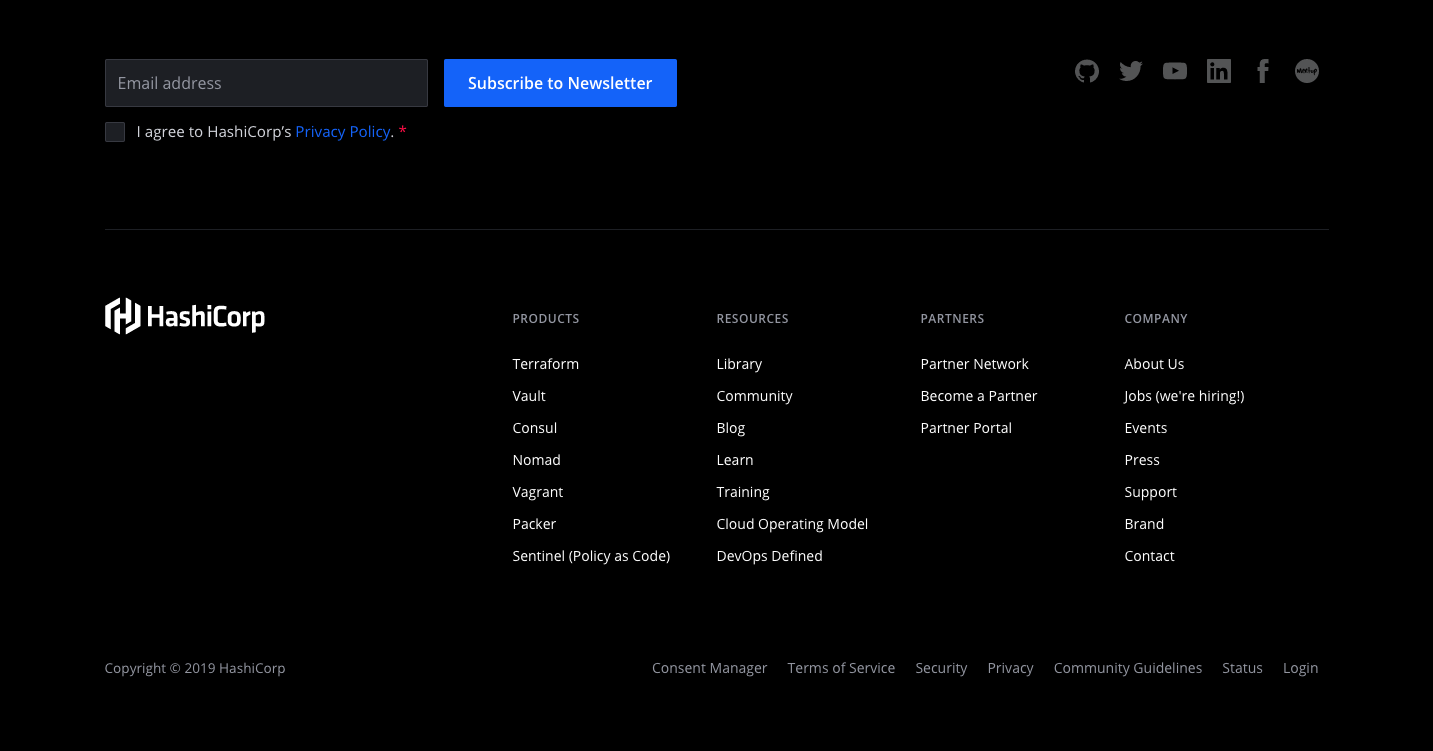 Email address
Subscribe to Newsletter
in
f
meetup
I agree to HashiCorp’s Privacy Policy. *
HashiCorp
PRODUCTS
Terraform
Vault
Consul
Nomad
Vagrant
Packer
Sentinel (Policy as Code)
RESOURCES
Library
Community
Blog
Learn
Training
Cloud Operating Model
DevOps Defined
PARTNERS
Partner Network
Become a Partner
Partner Portal
COMPANY
About Us
Jobs (we're hiring!)
Events
Press
Support
Brand
Contact
Copyright © 2019 HashiCorp
Consent Manager Terms of Service Security Privacy Community Guidelines Status Login